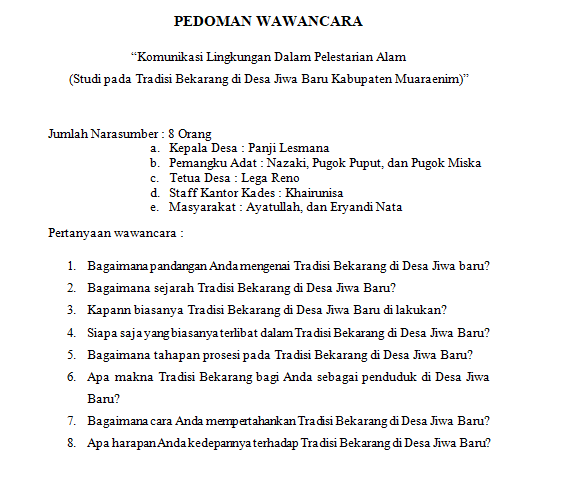 PEDOMAN WAWANCARA
“Komunikasi Lingkungan Dalam Pelestarian Alam
(Studi pada Tradisi Bekarang di Desa Jiwa Baru Kabupaten Muaraenim)”
Jumlah Narasumber : 8 Orang
a. Kepala Desa : Panji Lesmana
b. Pemangku Adat : Nazaki, Pugok Puput, dan Pugok Miska
c. Tetua Desa : Lega Reno
d. Staff Kantor Kades : Khairunisa
e. Masyarakat : Ayatullah, dan Eryandi Nata
Pertanyaan wawancara :
1. Bagaimana pandangan Anda mengenai Tradisi Bekarang di Desa Jiwa baru?
2. Bagaimana sejarah Tradisi Bekarang di Desa Jiwa Baru?
3. Kapann biasanya Tradisi Bekarang di Desa Jiwa Baru di lakukan?
4. Siapa saja yang biasanya terlibat dalam Tradisi Bekarang di Desa Jiwa Baru?
5. Bagaimana tahapan prosesi pada Tradisi Bekarang di Desa Jiwa Baru?
6. Apa makna Tradisi Bekarang bagi Anda sebagai penduduk di Desa Jiwa
Baru?
7. Bagaimana cara Anda mempertahankan Tradisi Bekarang di Desa Jiwa Baru?
8. Apa harapan Anda kedepannya terhadap Tradisi Bekarang di Desa Jiwa Baru?